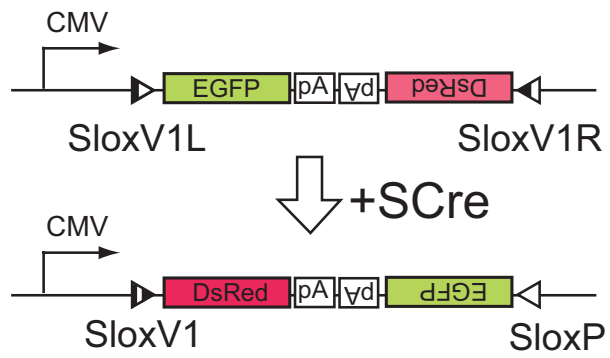 CMV
EGFP pA pA DsRed
SloxV1L SloxV1R
+SCre
CMV
DsRed pA pA EGFP
SloxV1 SloxP